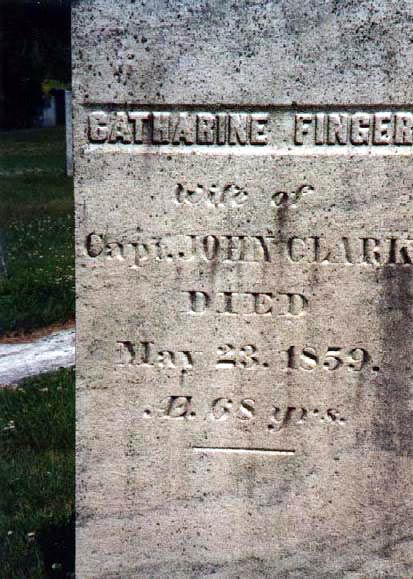 CATHARINE FINGER
Wife of
Capt. JOHN CLARK
DIED
May 23. 1859.
Æ. 68 yrs.